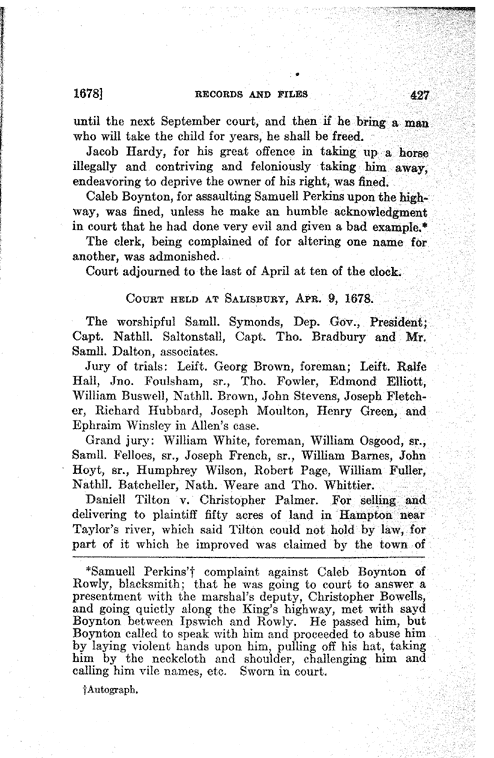 1678] RECORDS AND FILES 427
until the next September court, and then if he bring a man
who will take the child for years, he shall be freed.
Jacob Hardy, for his great offence in taking up a horse
illegally and contriving and feloniously taking him away,
endeavoring to deprive the owner of his right, was fined.
Caleb Boynton, for assaulting Samuell Perkins upon the high-
way, was fined, unless he make an humble acknowledgment
in court that he had done very evil and given a bad example.*
The clerk, being complained of for altering one name for
another, was admonished.
Court adjourned to the last of April at ten of the clock.
COURT HELD AT SALISBURY, APR. 9, 1678.
The worshipful Samll. Symonds, Dep. Gov., President;
Capt. Nathll. Saltonstall, Capt. Tho. Bradbury and Mr.
Samll. Dalton, associates.
Jury of trials: Leift. Georg Brown, foreman; Leift. Ralfe
Hall, Jno. Foulsham, sr., Tho. Fowler, Edmond Elliott,
William Buswell, Nathll. Brown, John Stevens, Joseph Fletch-
er, Richard Hubbard, Joseph Moulton, Henry Green, and
Ephraim Winsley in Allen's case.
Grand jury: William White, foreman, William Osgood, sr.,
Samll. Felloes, sr., Joseph French, sr., William Barnes, John
Hoyt, sr., Humphrey Wilson, Robert Page, William Fuller,
Nathll. Batcheller, Nath. Weare and Tho. Whittier.
Daniell Tilton v. Christopher Palmer. For selling and
delivering to plaintiff fifty acres of land in Hampton near
Taylor's river, which said Tilton could not hold by law, for
part of it which he improved was claimed by the town of
*Samuell Perkins'† complaint against Caleb Boynton of
Rowly, blacksmith; that he was going to court to answer a
presentment with the marshal's deputy, Christopher Bowells,
and going quietly along the King's highway, met with sayd
Boynton between Ipswich and Rowly. He passed him, but
Boynton called to speak with him and proceeded to abuse him
by laying violent hands upon him, pulling off his hat, taking
him by the neckcloth and shoulder, challenging him and
calling him vile names, etc. Sworn in court.
†Autograph.